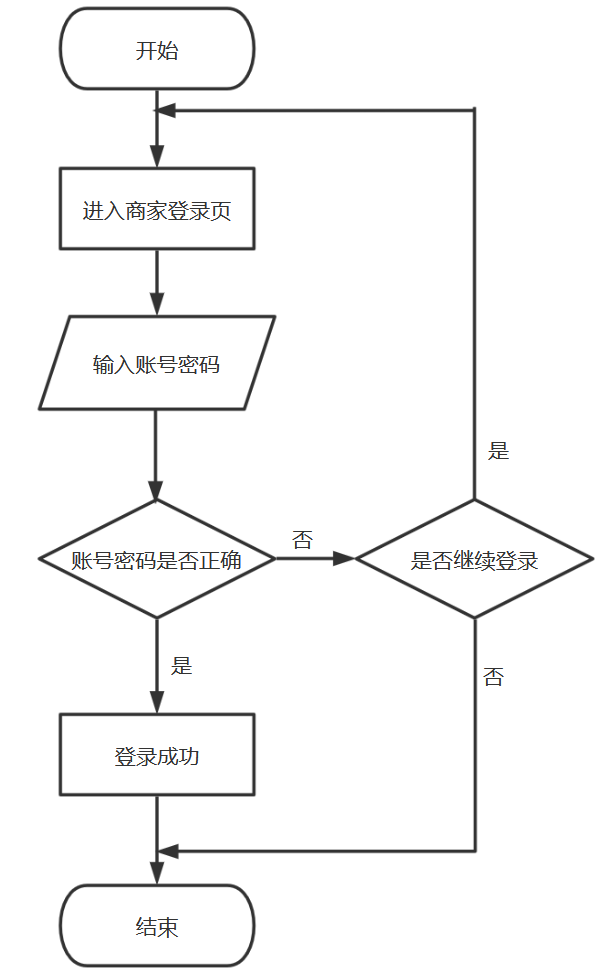 开始
进入商家登录页
输入账号密码
是
否
账号密码是否正确
是否继续登录
是
否
登录成功
结束